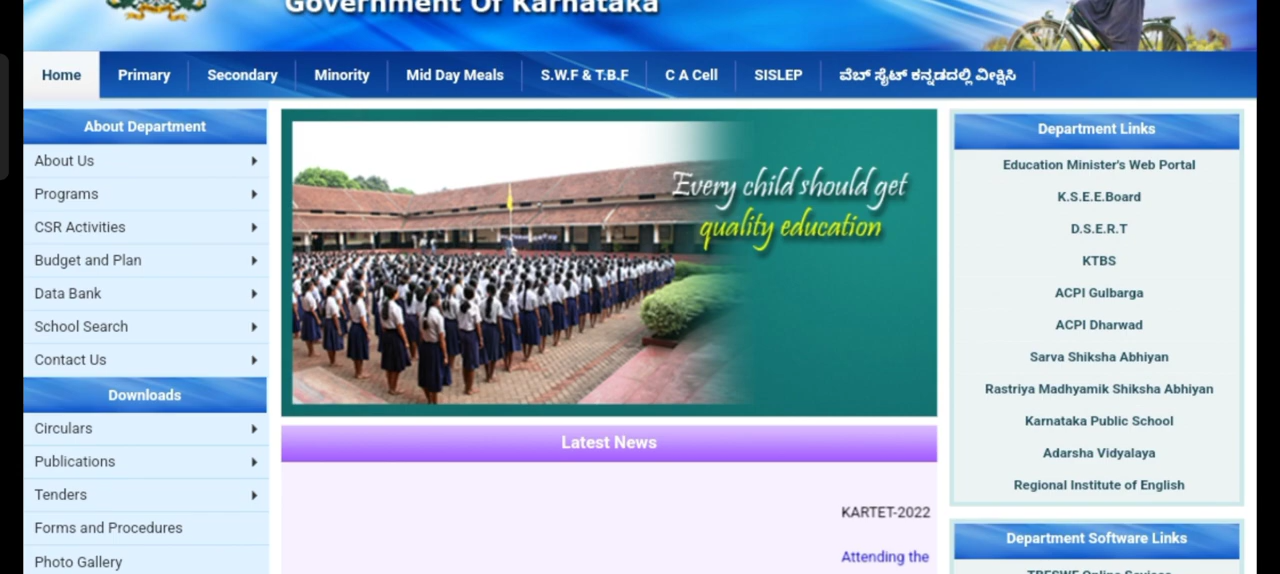 Government Of Karnataka
Home
Primary
Secondary
Minority
Mid Day Meals
S.W.F & T.B.F
C A Cell
SISLEP
ವೆಬ್ ಸೈಟ್ ಕನ್ನಡದಲ್ಲಿ ವೀಕ್ಷಿಸಿ
About Department
About Us
Programs
CSR Activities
Budget and Plan
Data Bank
School Search
Contact Us
Downloads
Circulars
Publications
Tenders
Forms and Procedures
Photo Gallery
Every child should get
quality education
Latest News
KARTET-2022
Attending the
Department Links
Education Minister's Web Portal
K.S.E.E.Board
D.S.E.R.T
KTBS
ACPI Gulbarga
ACPI Dharwad
Sarva Shiksha Abhiyan
Rastriya Madhyamik Shiksha Abhiyan
Karnataka Public School
Adarsha Vidyalaya
Regional Institute of English
Department Software Links